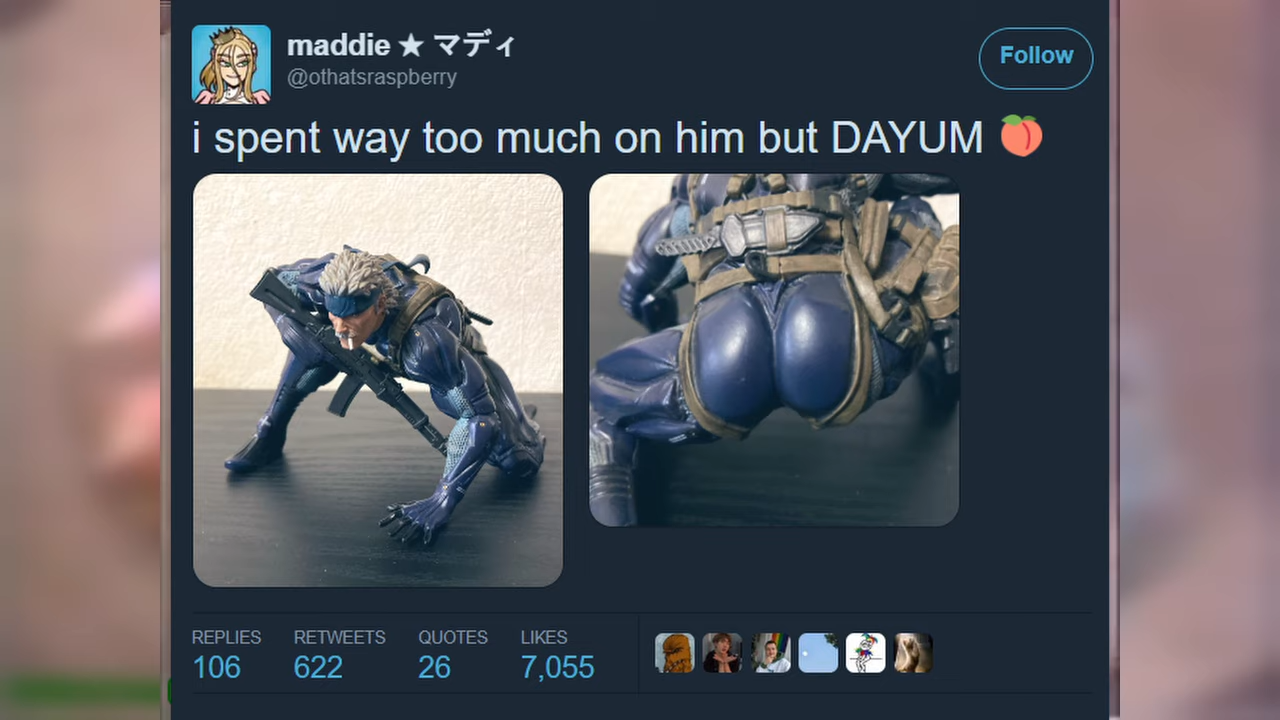 maddie ★ マディ
@othatsraspberry
Follow
i spent way too much on him but DAYUM 🍑
REPLIES RETWEETS QUOTES LIKES
106 622 26 7,055